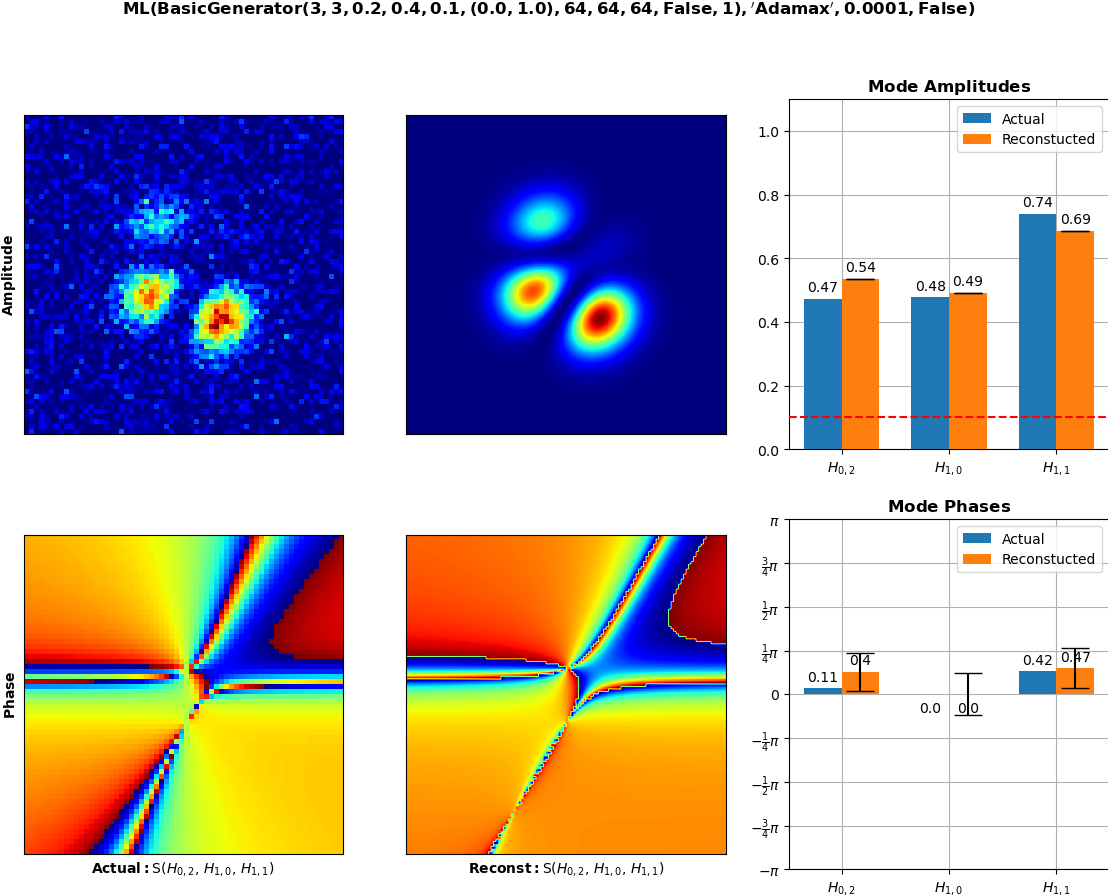 ML(BasicGenerator(3, 3, 0.2, 0.4, 0.1, (0.0, 1.0), 64, 64, 64, False, 1), ′Adamax′, 0.0001, False)
Amplitude
Mode Amplitudes
Actual
Reconstucted
1.0
0.8
0.6
0.4
0.2
0.0
0.47
0.54
0.48
0.49
0.74
0.69
H0, 2
H1, 0
H1, 1
Phase
Actual: S(H0, 2, H1, 0, H1, 1)
Reconst: S(H0, 2, H1, 0, H1, 1)
Mode Phases
Actual
Reconstucted
π
3/4π
1/2π
1/4π
0
−1/4π
−1/2π
−3/4π
−π
0.11
0.4
0.0
0.0
0.42
0.47
H0, 2
H1, 0
H1, 1